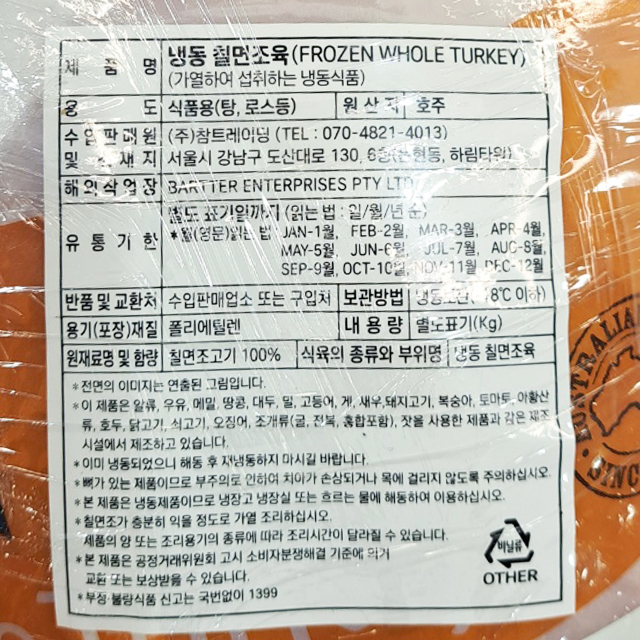 제 품 명 냉동 칠면조육(FROZEN WHOLE TURKEY)
(가열하여 섭취하는 냉동식품)
용 도 식품용(탕, 로스등) 원 산 지 호주
수 입 판 매 원 (주)참트레이딩 (TEL : 070-4821-4013)
및 소 재 지 서울시 강남구 도산대로 130, 6층(논현동, 하림타워)
해 외 작 업 장 BARTTER ENTERPRISES PTY LTD
유 통 기 한 별도 표기일까지 (읽는 법 : 일/월/년 순)
*월(영문)읽는 법 JAN-1월, FEB-2월, MAR-3월, APR-4월,
MAY-5월, JUN-6월, JUL-7월, AUG-8월,
SEP-9월, OCT-10월, NOV-11월 DEC-12월
반품 및 교환처 수입판매업소 또는 구입처 보관방법 냉동보관(-18℃ 이하)
용기(포장)재질 폴리에틸렌 내 용 량 별도표기(Kg)
원재료명 및 함량 칠면조고기 100% 식육의 종류와 부위명 냉동 칠면조육
*전면의 이미지는 연출된 그림입니다.
*이 제품은 알류, 우유, 메밀, 땅콩, 대두, 밀, 고등어, 게, 새우, 돼지고기, 복숭아, 토마토, 아황산
류, 호두, 닭고기, 쇠고기, 오징어, 조개류(굴, 전복, 홍합포함), 잣을 사용한 제품과 같은 제조
시설에서 제조하고 있습니다.
*이미 냉동되었으니 해동 후 재냉동하지 마시길 바랍니다.
*뼈가 있는 제품이므로 부주의로 인하여 치아가 손상되거나 목에 걸리지 않도록 주의하십시오.
*본 제품은 냉동제품이므로 냉장고 냉장실 또는 흐르는 물에 해동하여 이용하십시오.
*칠면조가 충분히 익을 정도로 가열 조리하십시오.
제품의 양 또는 조리용기의 종류에 따라 조리시간이 달라질 수 있습니다.
*본 제품은 공정거래위원회 고시 소비자분쟁해결 기준에 의거
교환 또는 보상받을 수 있습니다.
*부정·불량식품 신고는 국번없이 1399
비닐류
OTHER
AUSTRALIAN
SINC